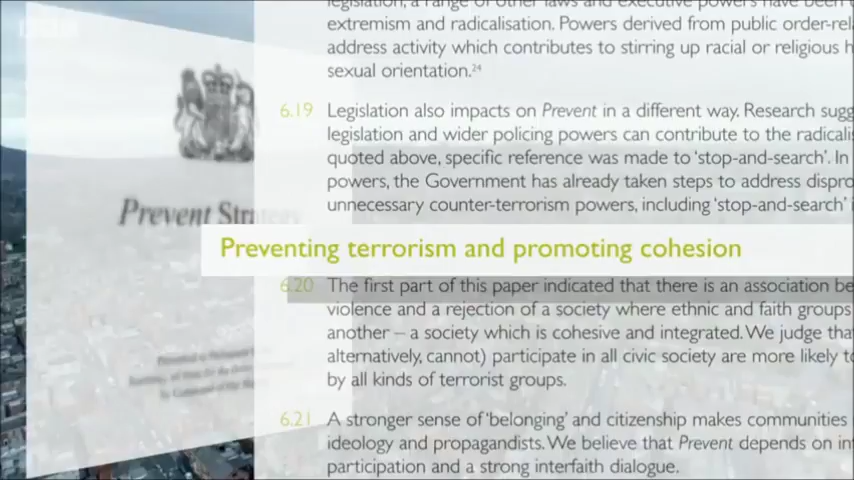 BBC
legislation, a range of other laws and executive powers have been
extremism and radicalisation. Powers derived from public order-rel
address activity which contributes to stirring up racial or religious h
sexual orientation.²⁴
6.19 Legislation also impacts on Prevent in a different way. Research sugg
legislation and wider policing powers can contribute to the radicalis
quoted above, specific reference was made to ‘stop-and-search’. In
powers, the Government has already taken steps to address dispro
unnecessary counter-terrorism powers, including ‘stop-and-search’ i
Prevent Strategy
Preventing terrorism and promoting cohesion
6.20 The first part of this paper indicated that there is an association be
violence and a rejection of a society where ethnic and faith groups
another – a society which is cohesive and integrated. We judge tha
alternatively, cannot) participate in all civic society are more likely to
by all kinds of terrorist groups.
6.21 A stronger sense of ‘belonging’ and citizenship makes communities
ideology and propagandists. We believe that Prevent depends on in
participation and a strong interfaith dialogue.